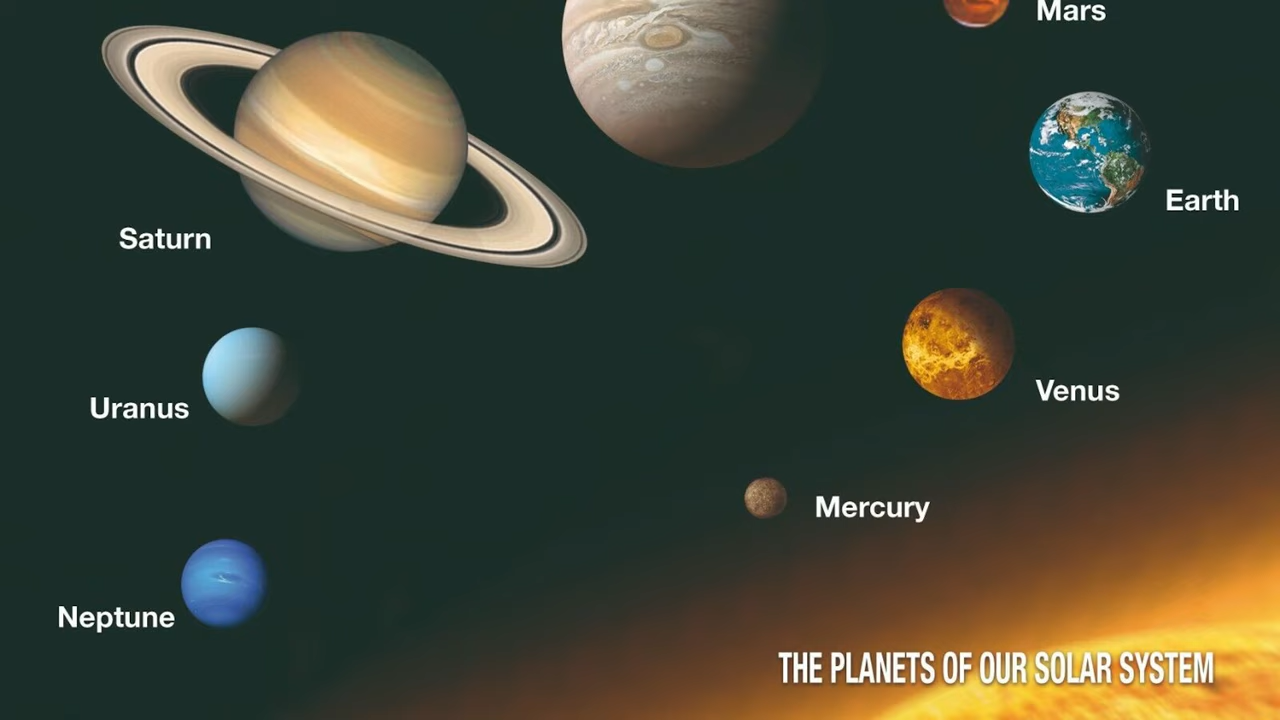 Mars
Earth
Saturn
Venus
Uranus
Mercury
Neptune
THE PLANETS OF OUR SOLAR SYSTEM